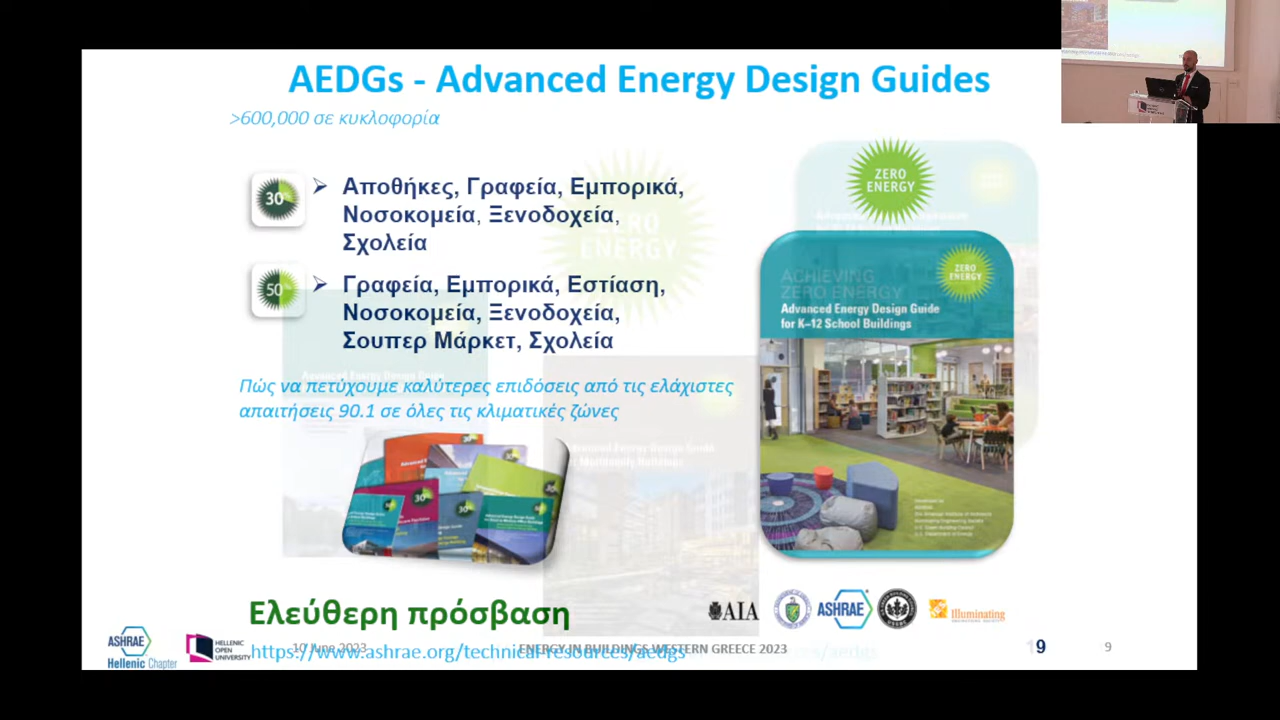 AEDGs - Advanced Energy Design Guides
>600,000 σε κυκλοφορία
30%
➢ Αποθήκες, Γραφεία, Εμπορικά,
Νοσοκομεία, Ξενοδοχεία,
Σχολεία
50%
➢ Γραφεία, Εμπορικά, Εστίαση,
Νοσοκομεία, Ξενοδοχεία,
Σουπερ Μάρκετ, Σχολεία
Πώς να πετύχουμε καλύτερες επιδόσεις από τις ελάχιστες
απαιτήσεις 90.1 σε όλες τις κλιματικές ζώνες
ZERO
ENERGY
ZERO
ENERGY
ACHIEVING
ZERO ENERGY
Advanced Energy Design Guide
for K–12 School Buildings
Ελεύθερη πρόσβαση
https://www.ashrae.org/technical-resources/aedgs
AIA
ASHRAE
Illuminating
ASHRAE
Hellenic Chapter
HELLENIC
OPEN
UNIVERSITY
10 June 2023
ENERGY IN BUILDINGS WESTERN GREECE 2023
19
9